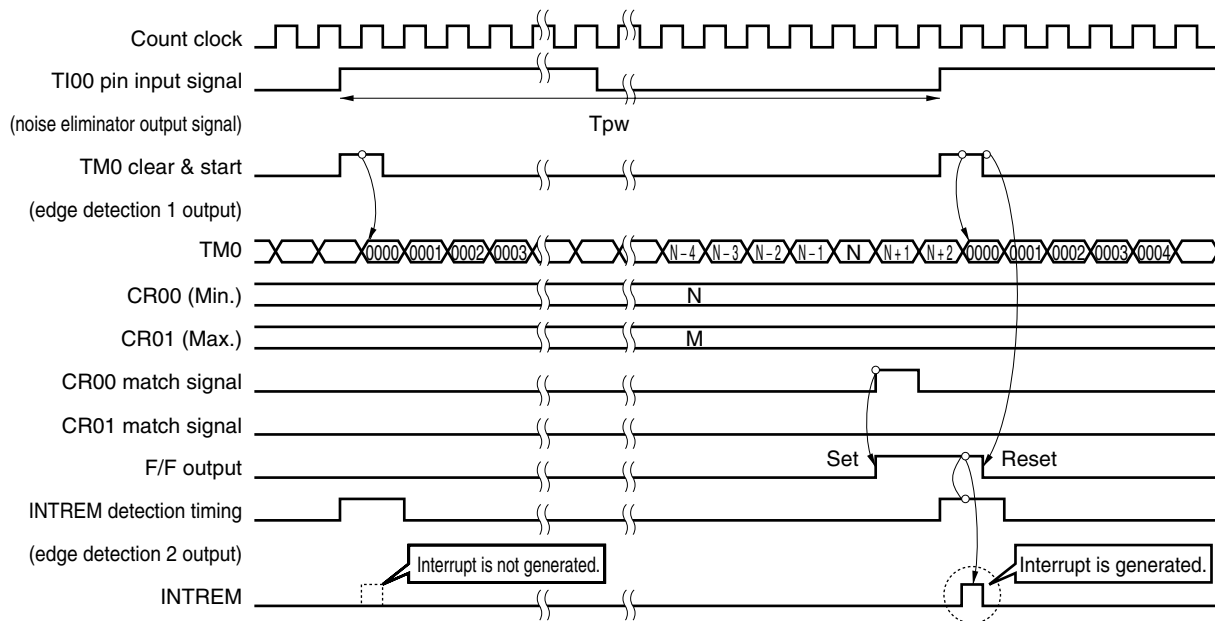 Count clock
TI00 pin input signal
(noise eliminator output signal)
Tpw
TM0 clear & start
(edge detection 1 output)
TM0 0000 0001 0002 0003 N-4 N-3 N-2 N-1 N N+1 N+2 0000 0001 0002 0003 0004
CR00 (Min.) N
CR01 (Max.) M
CR00 match signal
CR01 match signal
F/F output Set Reset
INTREM detection timing
(edge detection 2 output)
Interrupt is not generated. Interrupt is generated.
INTREM